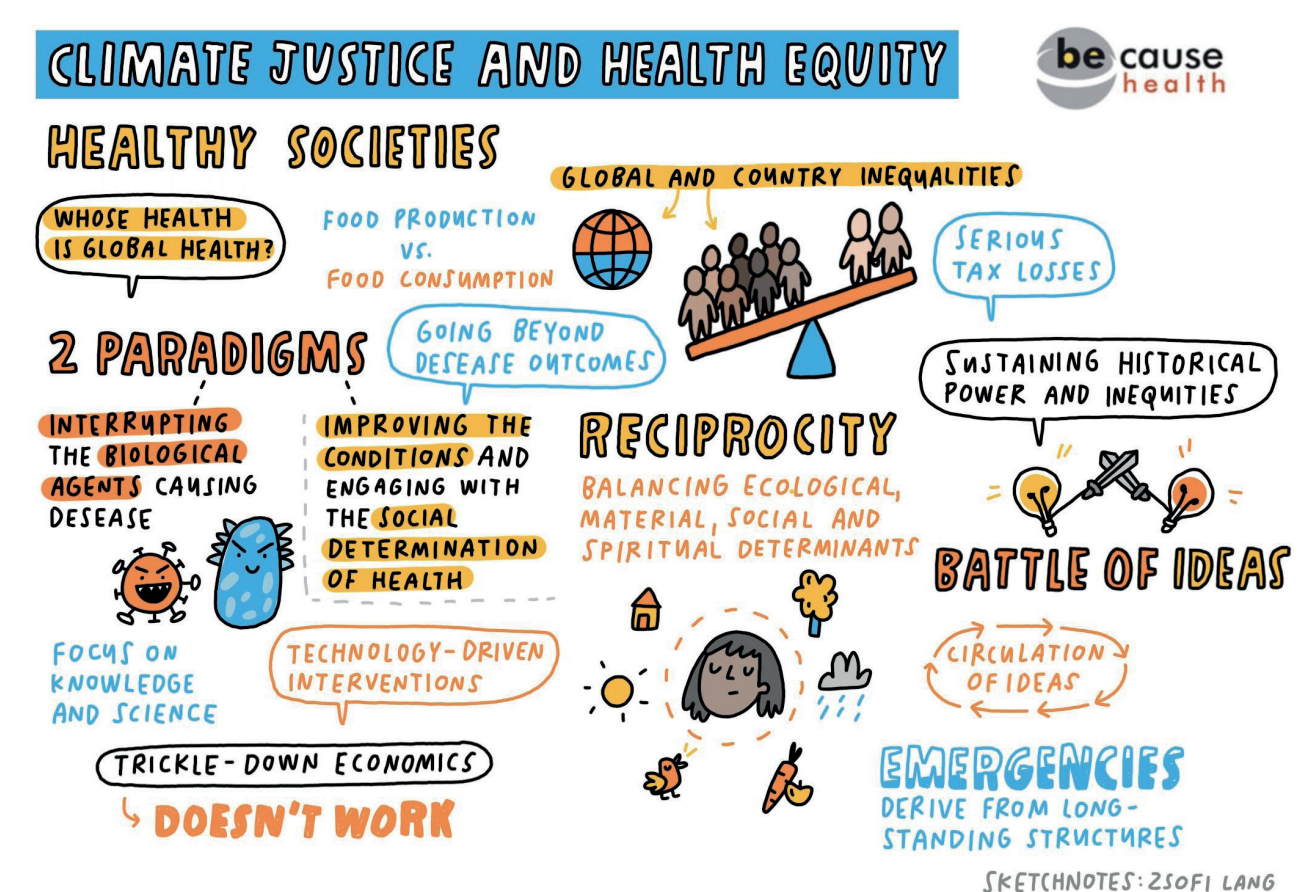 CLIMATE JUSTICE AND HEALTH EQUITY
be cause
health
HEALTHY SOCIETIES
WHOSE HEALTH
IS GLOBAL HEALTH?
FOOD PRODUCTION
VS.
FOOD CONSUMPTION
GLOBAL AND COUNTRY INEQUALITIES
SERIOUS
TAX LOSSES
2 PARADIGMS
GOING BEYOND
DESEASE OUTCOMES
SUSTAINING HISTORICAL
POWER AND INEQUITIES
INTERRUPTING
THE BIOLOGICAL
AGENTS CAUSING
DESEASE
IMPROVING THE
CONDITIONS AND
ENGAGING WITH
THE SOCIAL
DETERMINATION
OF HEALTH
RECIPROCITY
BALANCING ECOLOGICAL,
MATERIAL, SOCIAL AND
SPIRITUAL DETERMINANTS
BATTLE OF IDEAS
FOCUS ON
KNOWLEDGE
AND SCIENCE
TECHNOLOGY-DRIVEN
INTERVENTIONS
CIRCULATION
OF IDEAS
TRICKLE-DOWN ECONOMICS
DOESN'T WORK
EMERGENCIES
DERIVE FROM LONG-
STANDING STRUCTURES
SKETCHNOTES: ZSOFI LANG